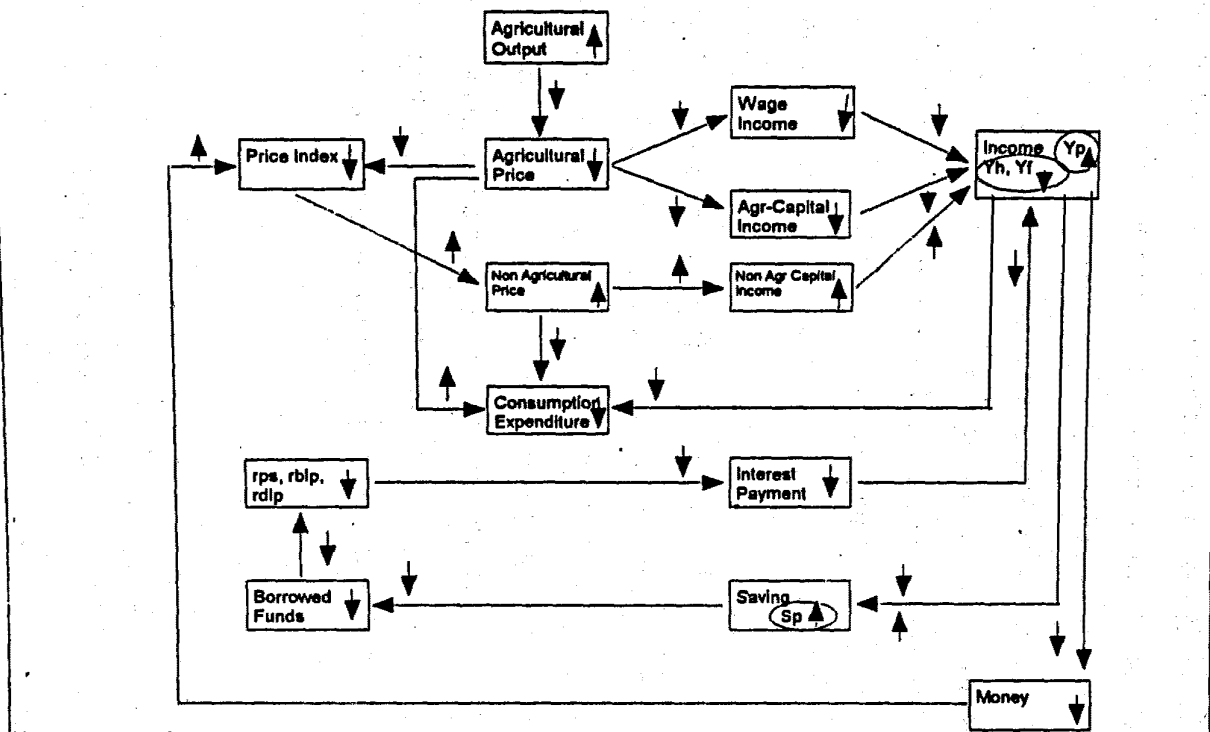 Agricultural
Output
Wage
Income
Price Index
Agricultural
Price
Income Yp
Yh, Yf
Agr-Capital
Income
Non Agricultural
Price
Non Agr Capital
Income
Consumption
Expenditure
rps, rblp,
rdlp
Interest
Payment
Borrowed
Funds
Saving
Sp
Money